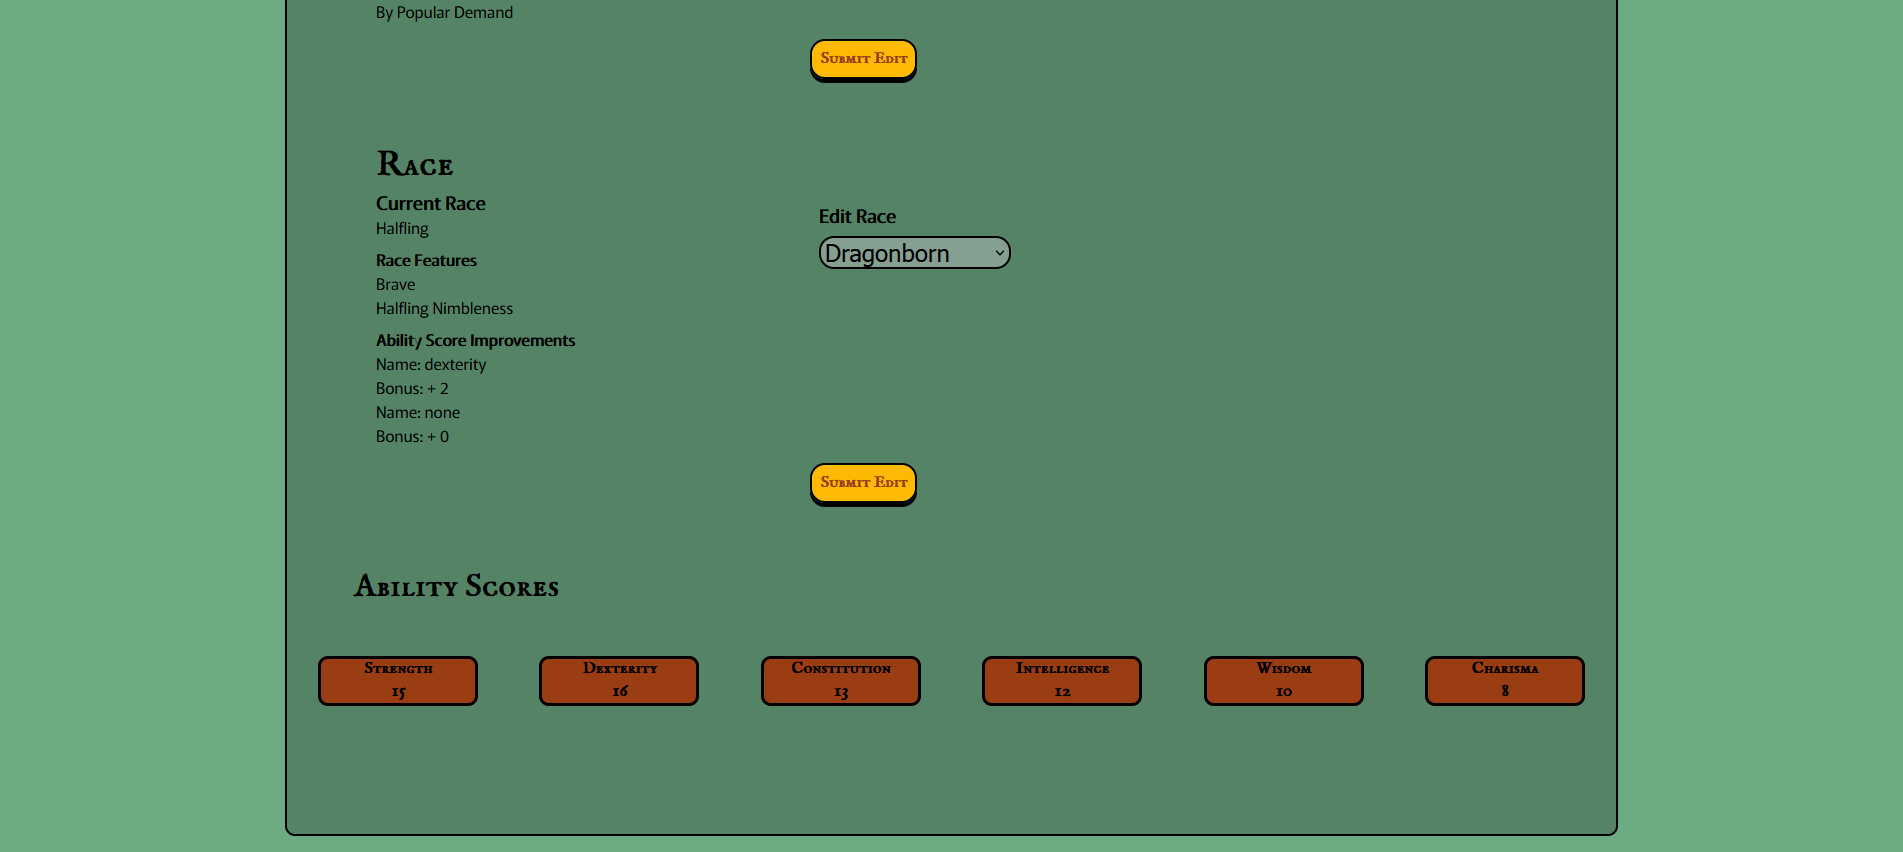 By Popular Demand
Submit Edit
Race
Current Race
Halfling
Race Features
Brave
Halfling Nimbleness
Ability Score Improvements
Name: dexterity
Bonus: + 2
Name: none
Bonus: + 0
Edit Race
Dragonborn
Submit Edit
Ability Scores
Strength
15
Dexterity
16
Constitution
13
Intelligence
12
Wisdom
10
Charisma
8